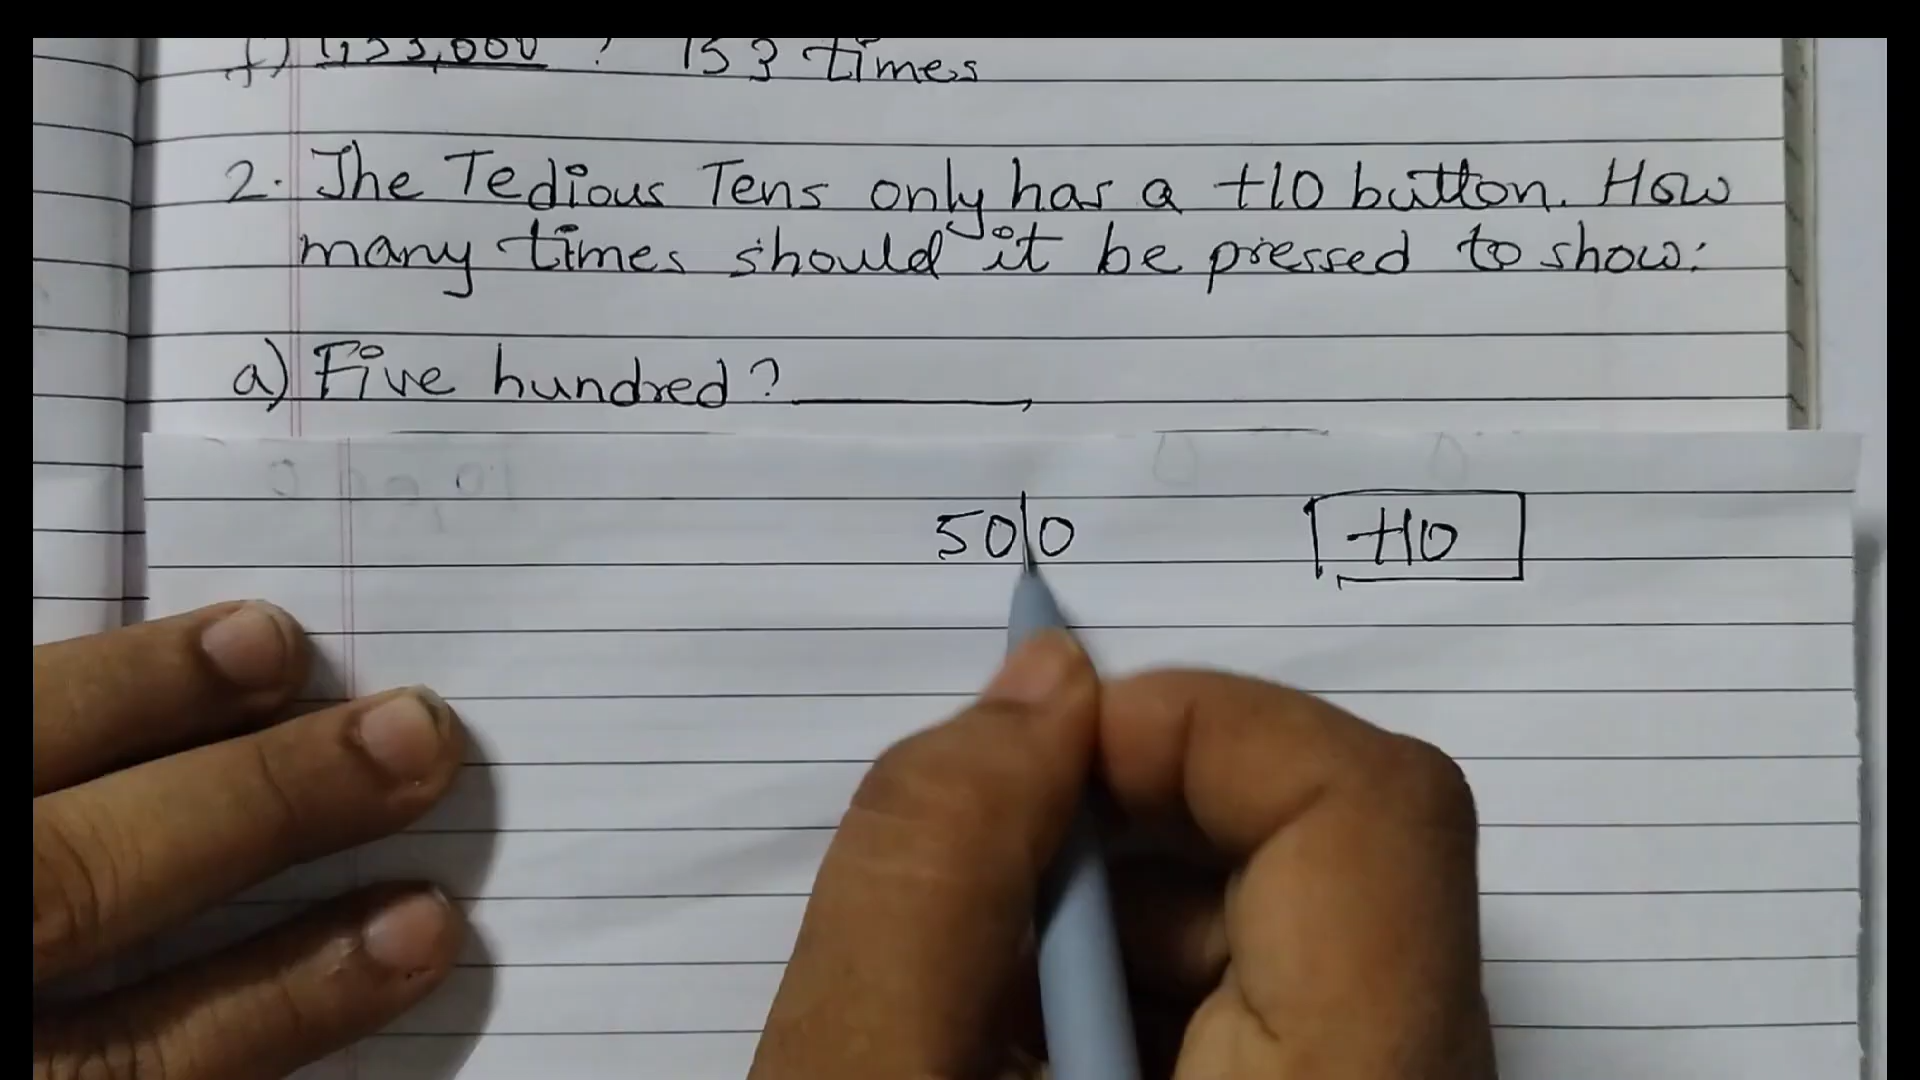 f) 1,53,000 ? 153 times
2. The Tedious Tens only has a +10 button. How
many times should it be pressed to show:
a) Five hundred? ________,
50|0 +10